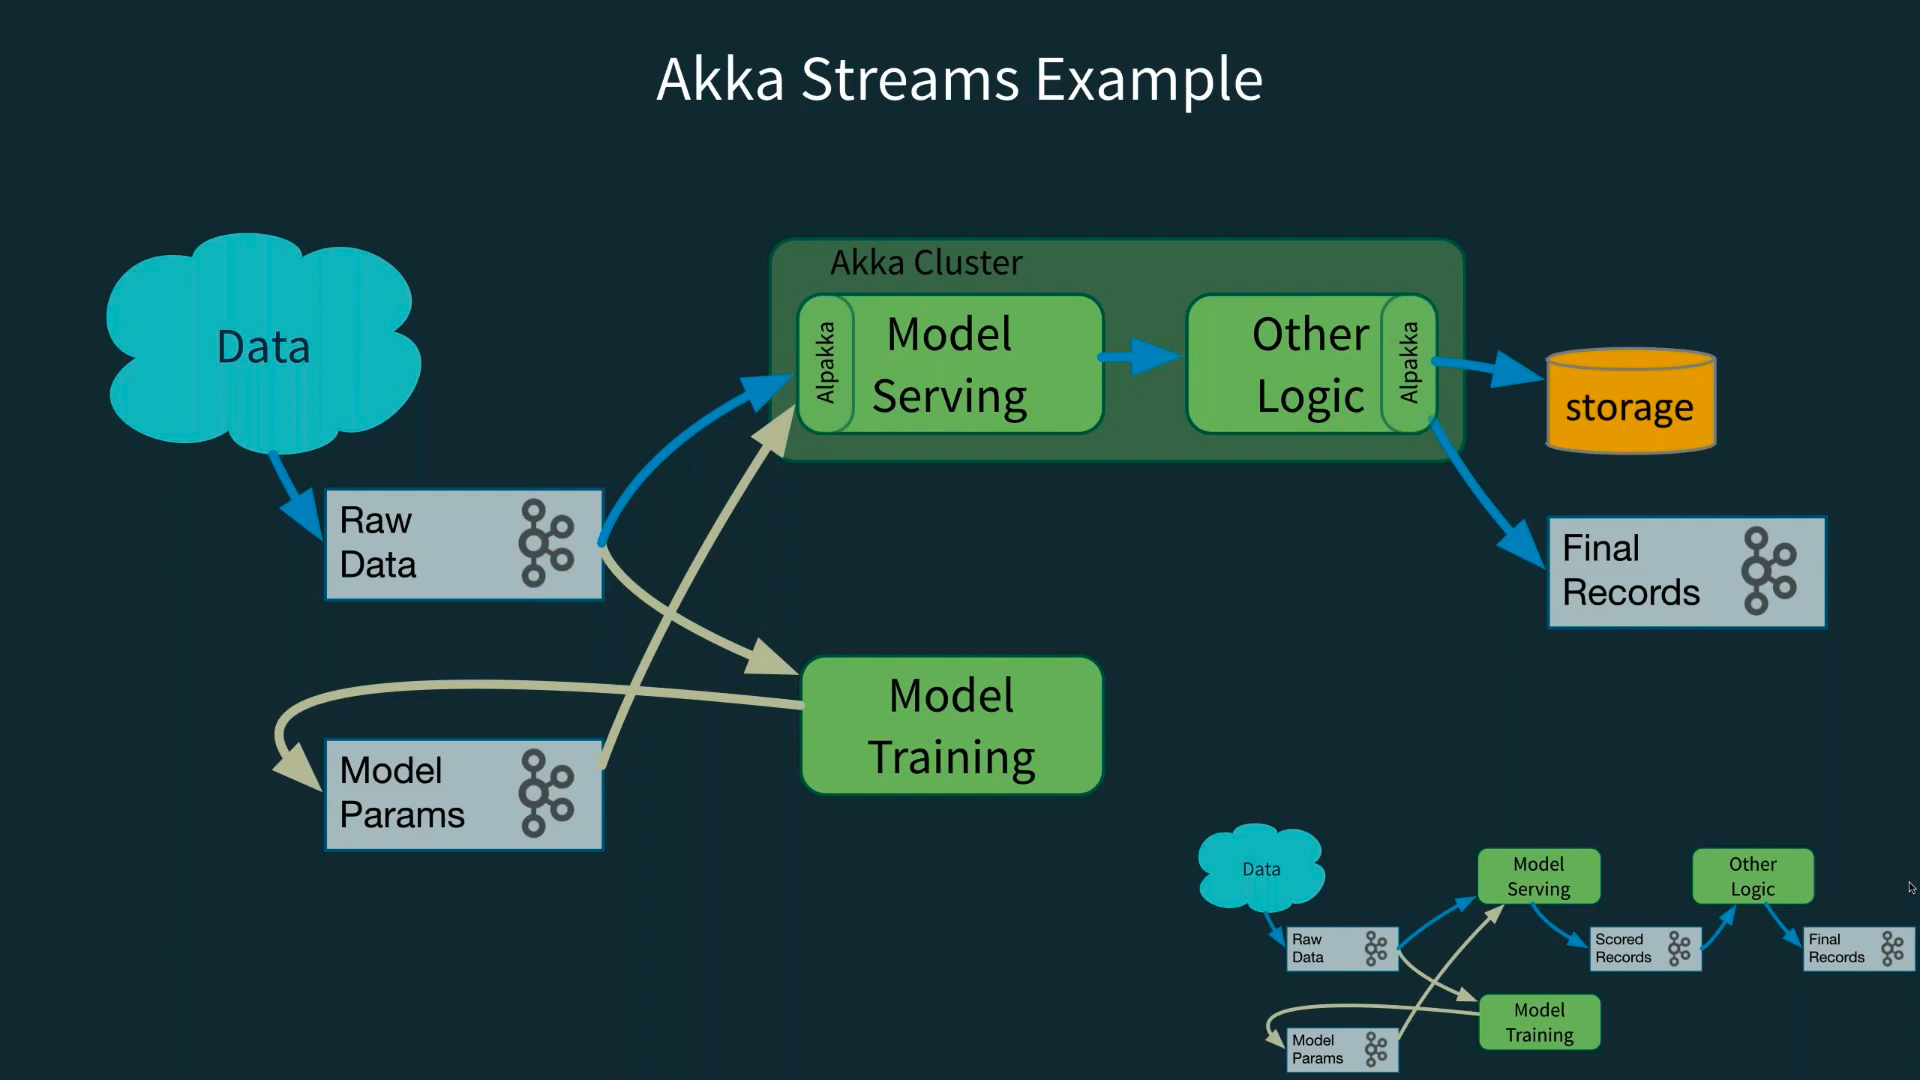 Akka Streams Example
Akka Cluster
Data
Alpakka
Model
Serving
Other
Logic
Alpakka
storage
Raw
Data
Final
Records
Model
Training
Model
Params
Data
Model
Serving
Other
Logic
Raw
Data
Scored
Records
Final
Records
Model
Training
Model
Params